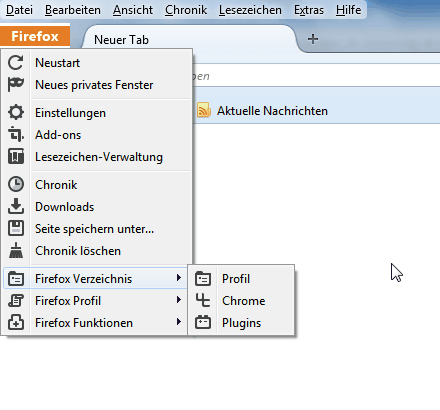 Datei Bearbeiten Ansicht Chronik Lesezeichen Extras Hilfe
Firefox Neuer Tab
Neustart
Neues privates Fenster
Einstellungen
Add-ons
Lesezeichen-Verwaltung
Chronik
Downloads
Seite speichern unter...
Chronik löschen
Firefox Verzeichnis
Firefox Profil
Firefox Funktionen
Aktuelle Nachrichten
Profil
Chrome
Plugins